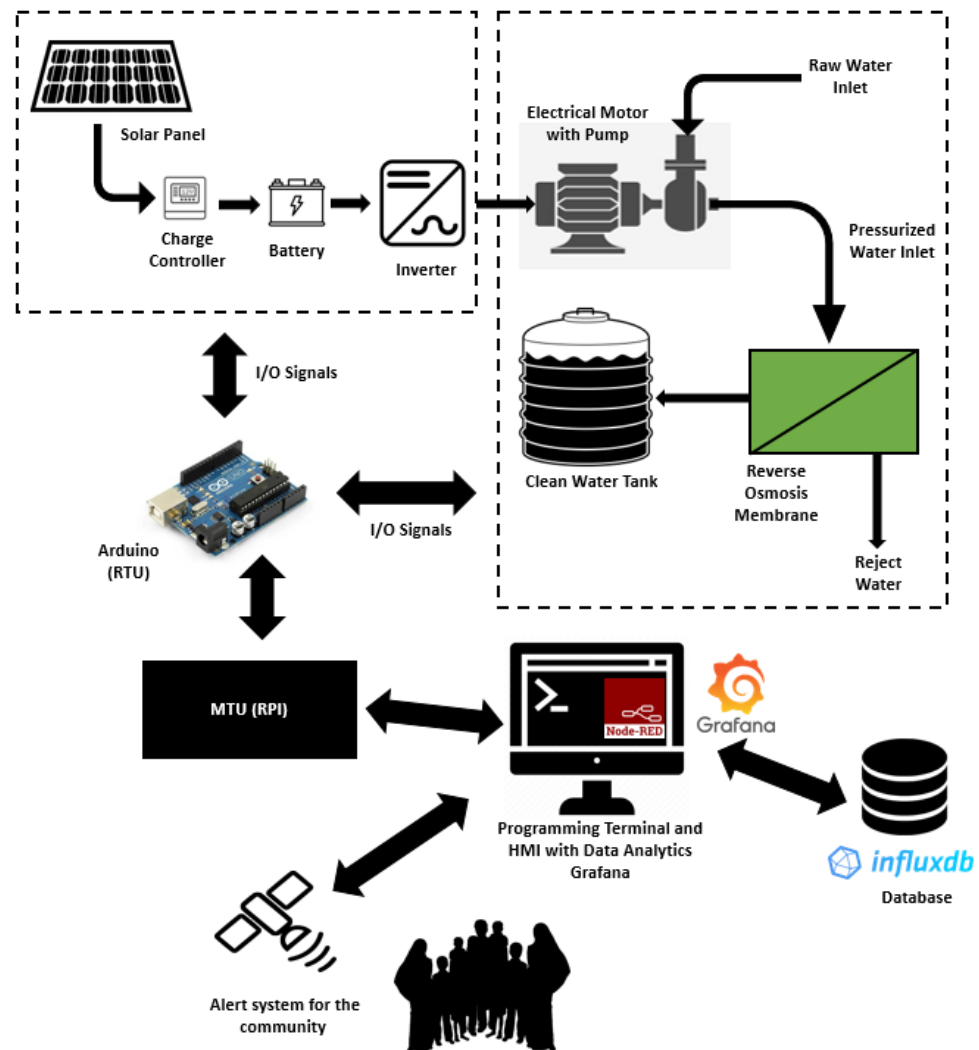 Solar Panel
Charge
Controller
Battery
Inverter
Electrical Motor
with Pump
Raw Water
Inlet
Pressurized
Water Inlet
Clean Water Tank
Reverse
Osmosis
Membrane
Reject
Water
I/O Signals
I/O Signals
Arduino
(RTU)
MTU (RPI)
Node-RED
Grafana
Programming Terminal and
HMI with Data Analytics
Grafana
influxdb
Database
Alert system for the
community